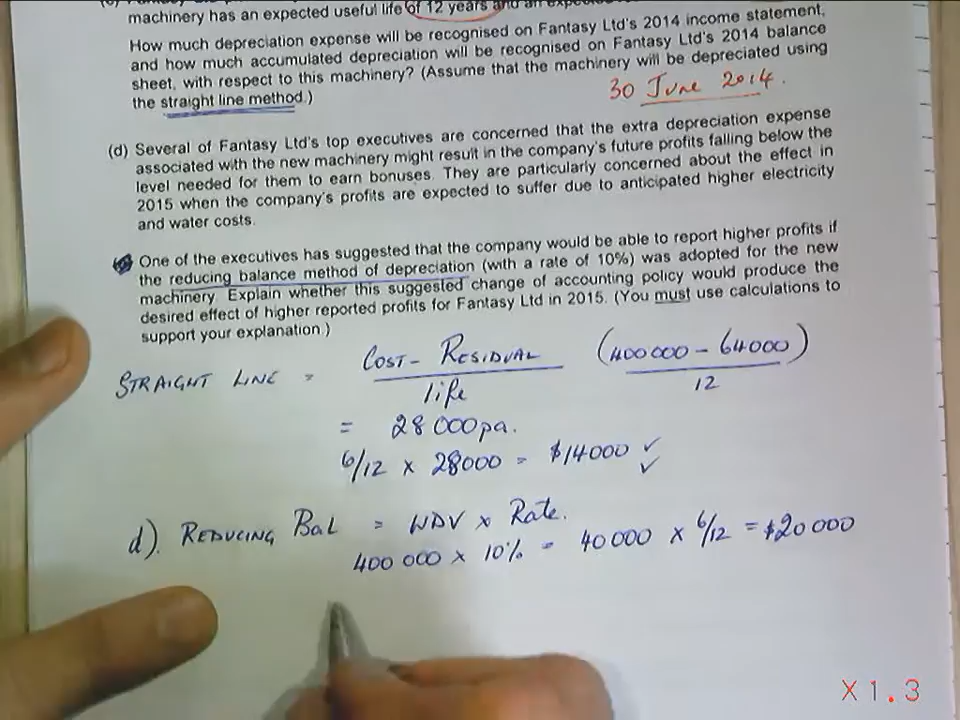 machinery has an expected useful life of 12 years and an
How much depreciation expense will be recognised on Fantasy Ltd's 2014 income statement,
and how much accumulated depreciation will be recognised on Fantasy Ltd's 2014 balance
sheet, with respect to this machinery? (Assume that the machinery will be depreciated using
the straight line method.)
30 June 2014.
(d) Several of Fantasy Ltd's top executives are concerned that the extra depreciation expense
associated with the new machinery might result in the company's future profits falling below the
level needed for them to earn bonuses. They are particularly concerned about the effect in
2015 when the company's profits are expected to suffer due to anticipated higher electricity
and water costs.
One of the executives has suggested that the company would be able to report higher profits if
the reducing balance method of depreciation (with a rate of 10%) was adopted for the new
machinery. Explain whether this suggested change of accounting policy would produce the
desired effect of higher reported profits for Fantasy Ltd in 2015. (You must use calculations to
support your explanation.)
STRAIGHT LINE = COST - RESIDUAL (400 000 - 64000)
life 12
= 28 000 pa.
6/12 × 28000 = $14000 ✓
✓
d). REDUCING BAL = WDV × Rate.
400 000 × 10% = 40 000 × 6/12 = $20 000
X1.3